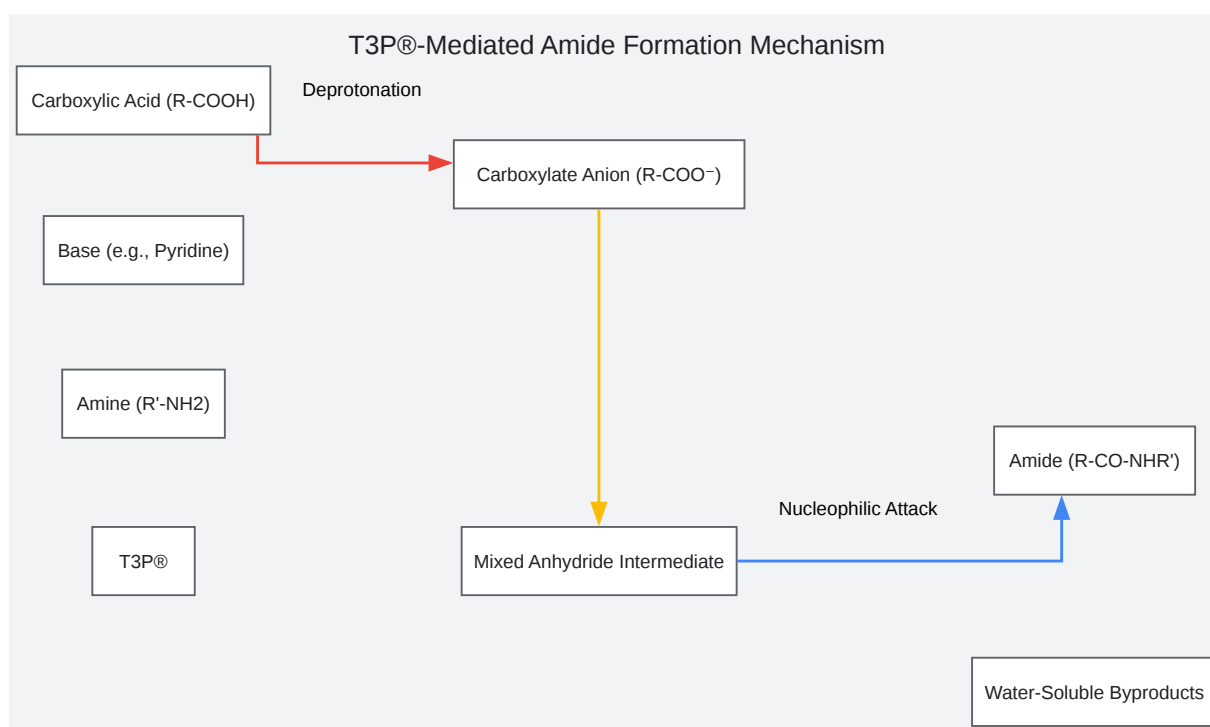 T3P®-Mediated Amide Formation Mechanism
Carboxylic Acid (R-COOH)
Deprotonation
Carboxylate Anion (R-COO⁻)
Base (e.g., Pyridine)
Amine (R'-NH2)
Amide (R-CO-NHR')
Nucleophilic Attack
T3P®
Mixed Anhydride Intermediate
Water-Soluble Byproducts